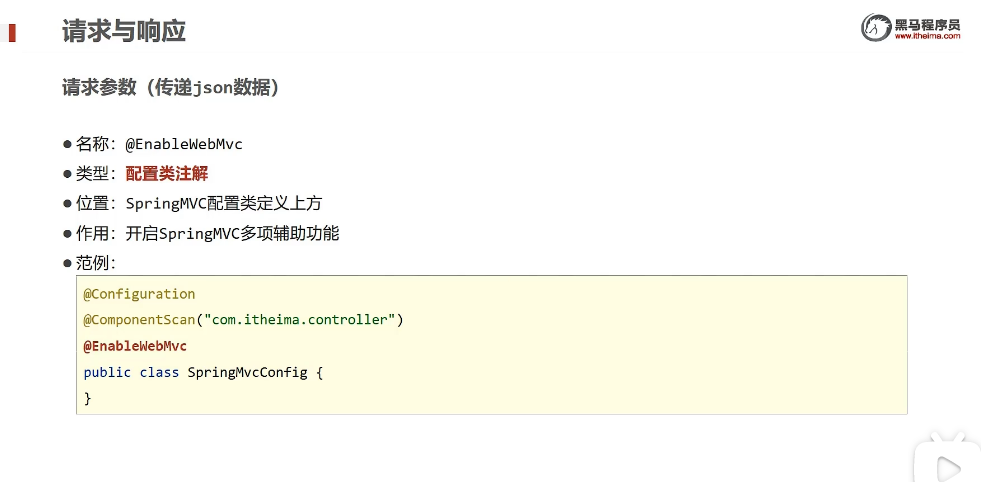 请求与响应
黑马程序员
www.itheima.com
请求参数（传递json数据）
● 名称：@EnableWebMvc
● 类型：配置类注解
● 位置：SpringMVC配置类定义上方
● 作用：开启SpringMVC多项辅助功能
● 范例：
@Configuration
@ComponentScan("com.itheima.controller")
@EnableWebMvc
public class SpringMvcConfig {
}